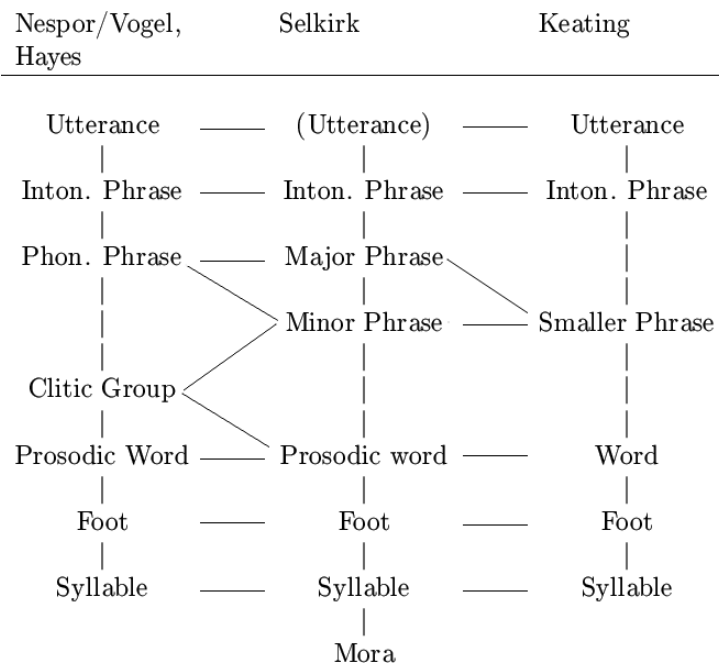 Nespor/Vogel, Selkirk Keating
Hayes
Utterance (Utterance) Utterance
Inton. Phrase Inton. Phrase Inton. Phrase
Phon. Phrase Major Phrase
Minor Phrase Smaller Phrase
Clitic Group
Prosodic Word Prosodic word Word
Foot Foot Foot
Syllable Syllable Syllable
Mora